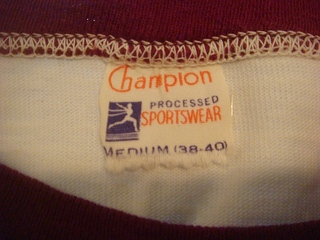 Champion
PROCESSED
SPORTSWEAR
MEDIUM (38-40)